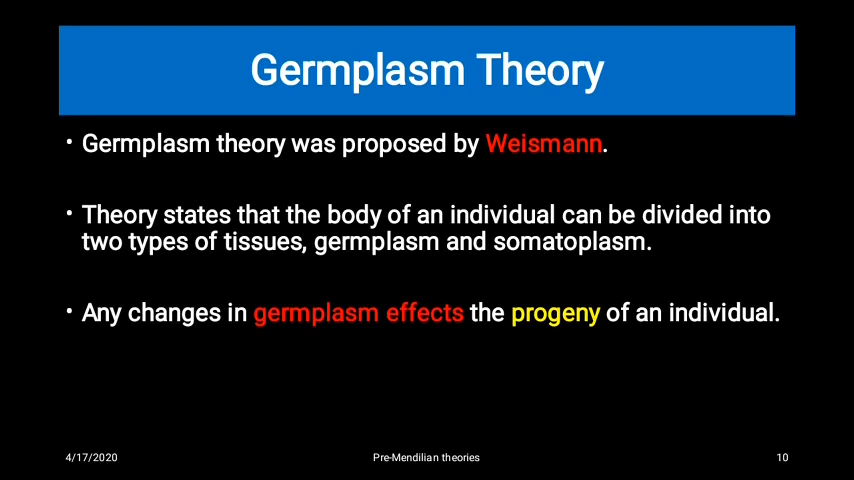 Germplasm Theory
• Germplasm theory was proposed by Weismann.
• Theory states that the body of an individual can be divided into
two types of tissues, germplasm and somatoplasm.
• Any changes in germplasm effects the progeny of an individual.
4/17/2020
Pre-Mendilian theories
10